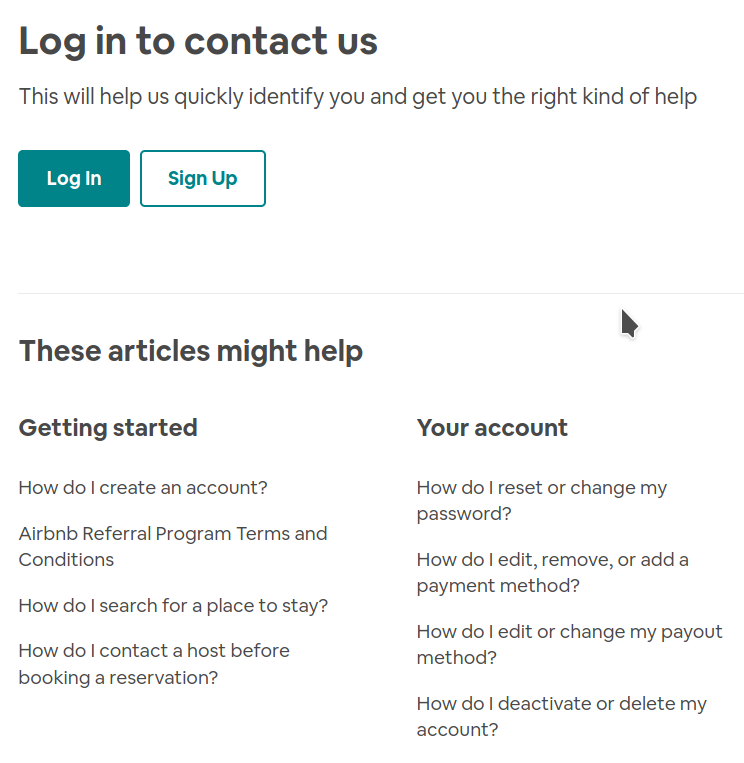 Log in to contact us
This will help us quickly identify you and get you the right kind of help
Log In
Sign Up
These articles might help
Getting started
How do I create an account?
Airbnb Referral Program Terms and
Conditions
How do I search for a place to stay?
How do I contact a host before
booking a reservation?
Your account
How do I reset or change my
password?
How do I edit, remove, or add a
payment method?
How do I edit or change my payout
method?
How do I deactivate or delete my
account?